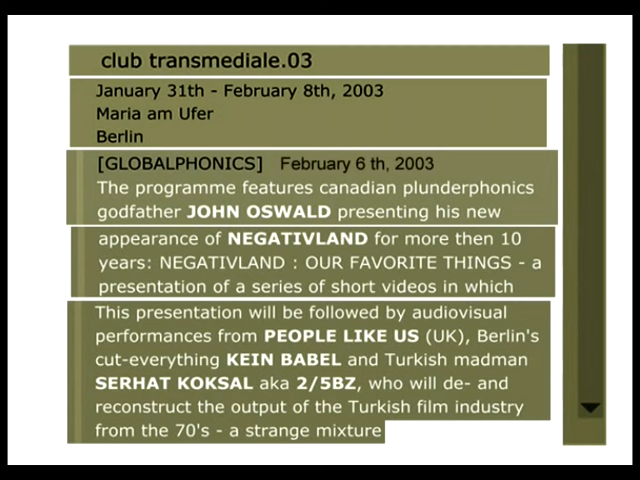 club transmediale.03
January 31th - February 8th, 2003
Maria am Ufer
Berlin
[GLOBALPHONICS] February 6 th, 2003
The programme features canadian plunderphonics
godfather JOHN OSWALD presenting his new
appearance of NEGATIVLAND for more then 10
years: NEGATIVLAND : OUR FAVORITE THINGS - a
presentation of a series of short videos in which
This presentation will be followed by audiovisual
performances from PEOPLE LIKE US (UK), Berlin's
cut-everything KEIN BABEL and Turkish madman
SERHAT KOKSAL aka 2/5BZ, who will de- and
reconstruct the output of the Turkish film industry
from the 70's - a strange mixture